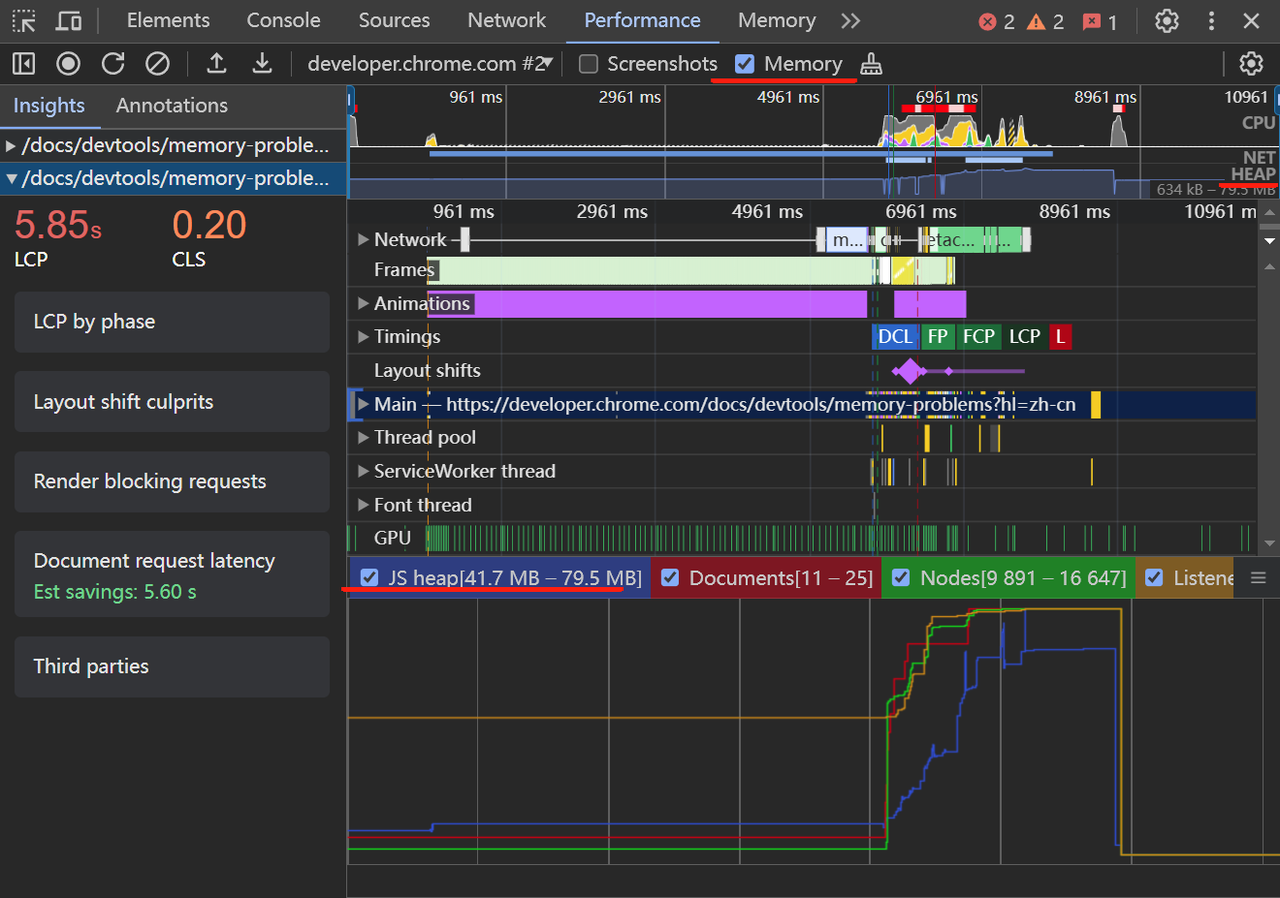 Elements Console Sources Network Performance Memory 2 2 1
developer.chrome.com #2 Screenshots Memory
Insights Annotations
961 ms 2961 ms 4961 ms 6961 ms 8961 ms 10961
CPU
/docs/devtools/memory-proble...
NET
/docs/devtools/memory-proble...
HEAP
634 kB – 79.5 MB
5.85s
LCP
0.20
CLS
LCP by phase
Layout shift culprits
Render blocking requests
Document request latency
Est savings: 5.60 s
Third parties
961 ms 2961 ms 4961 ms 6961 ms 8961 ms 10961 m
Network m... etac...
Frames
Animations
Timings DCL FP FCP LCP L
Layout shifts
Main — https://developer.chrome.com/docs/devtools/memory-problems?hl=zh-cn
Thread pool
ServiceWorker thread
Font thread
GPU
JS heap[41.7 MB – 79.5 MB] Documents[11 – 25] Nodes[9 891 – 16 647] Listene